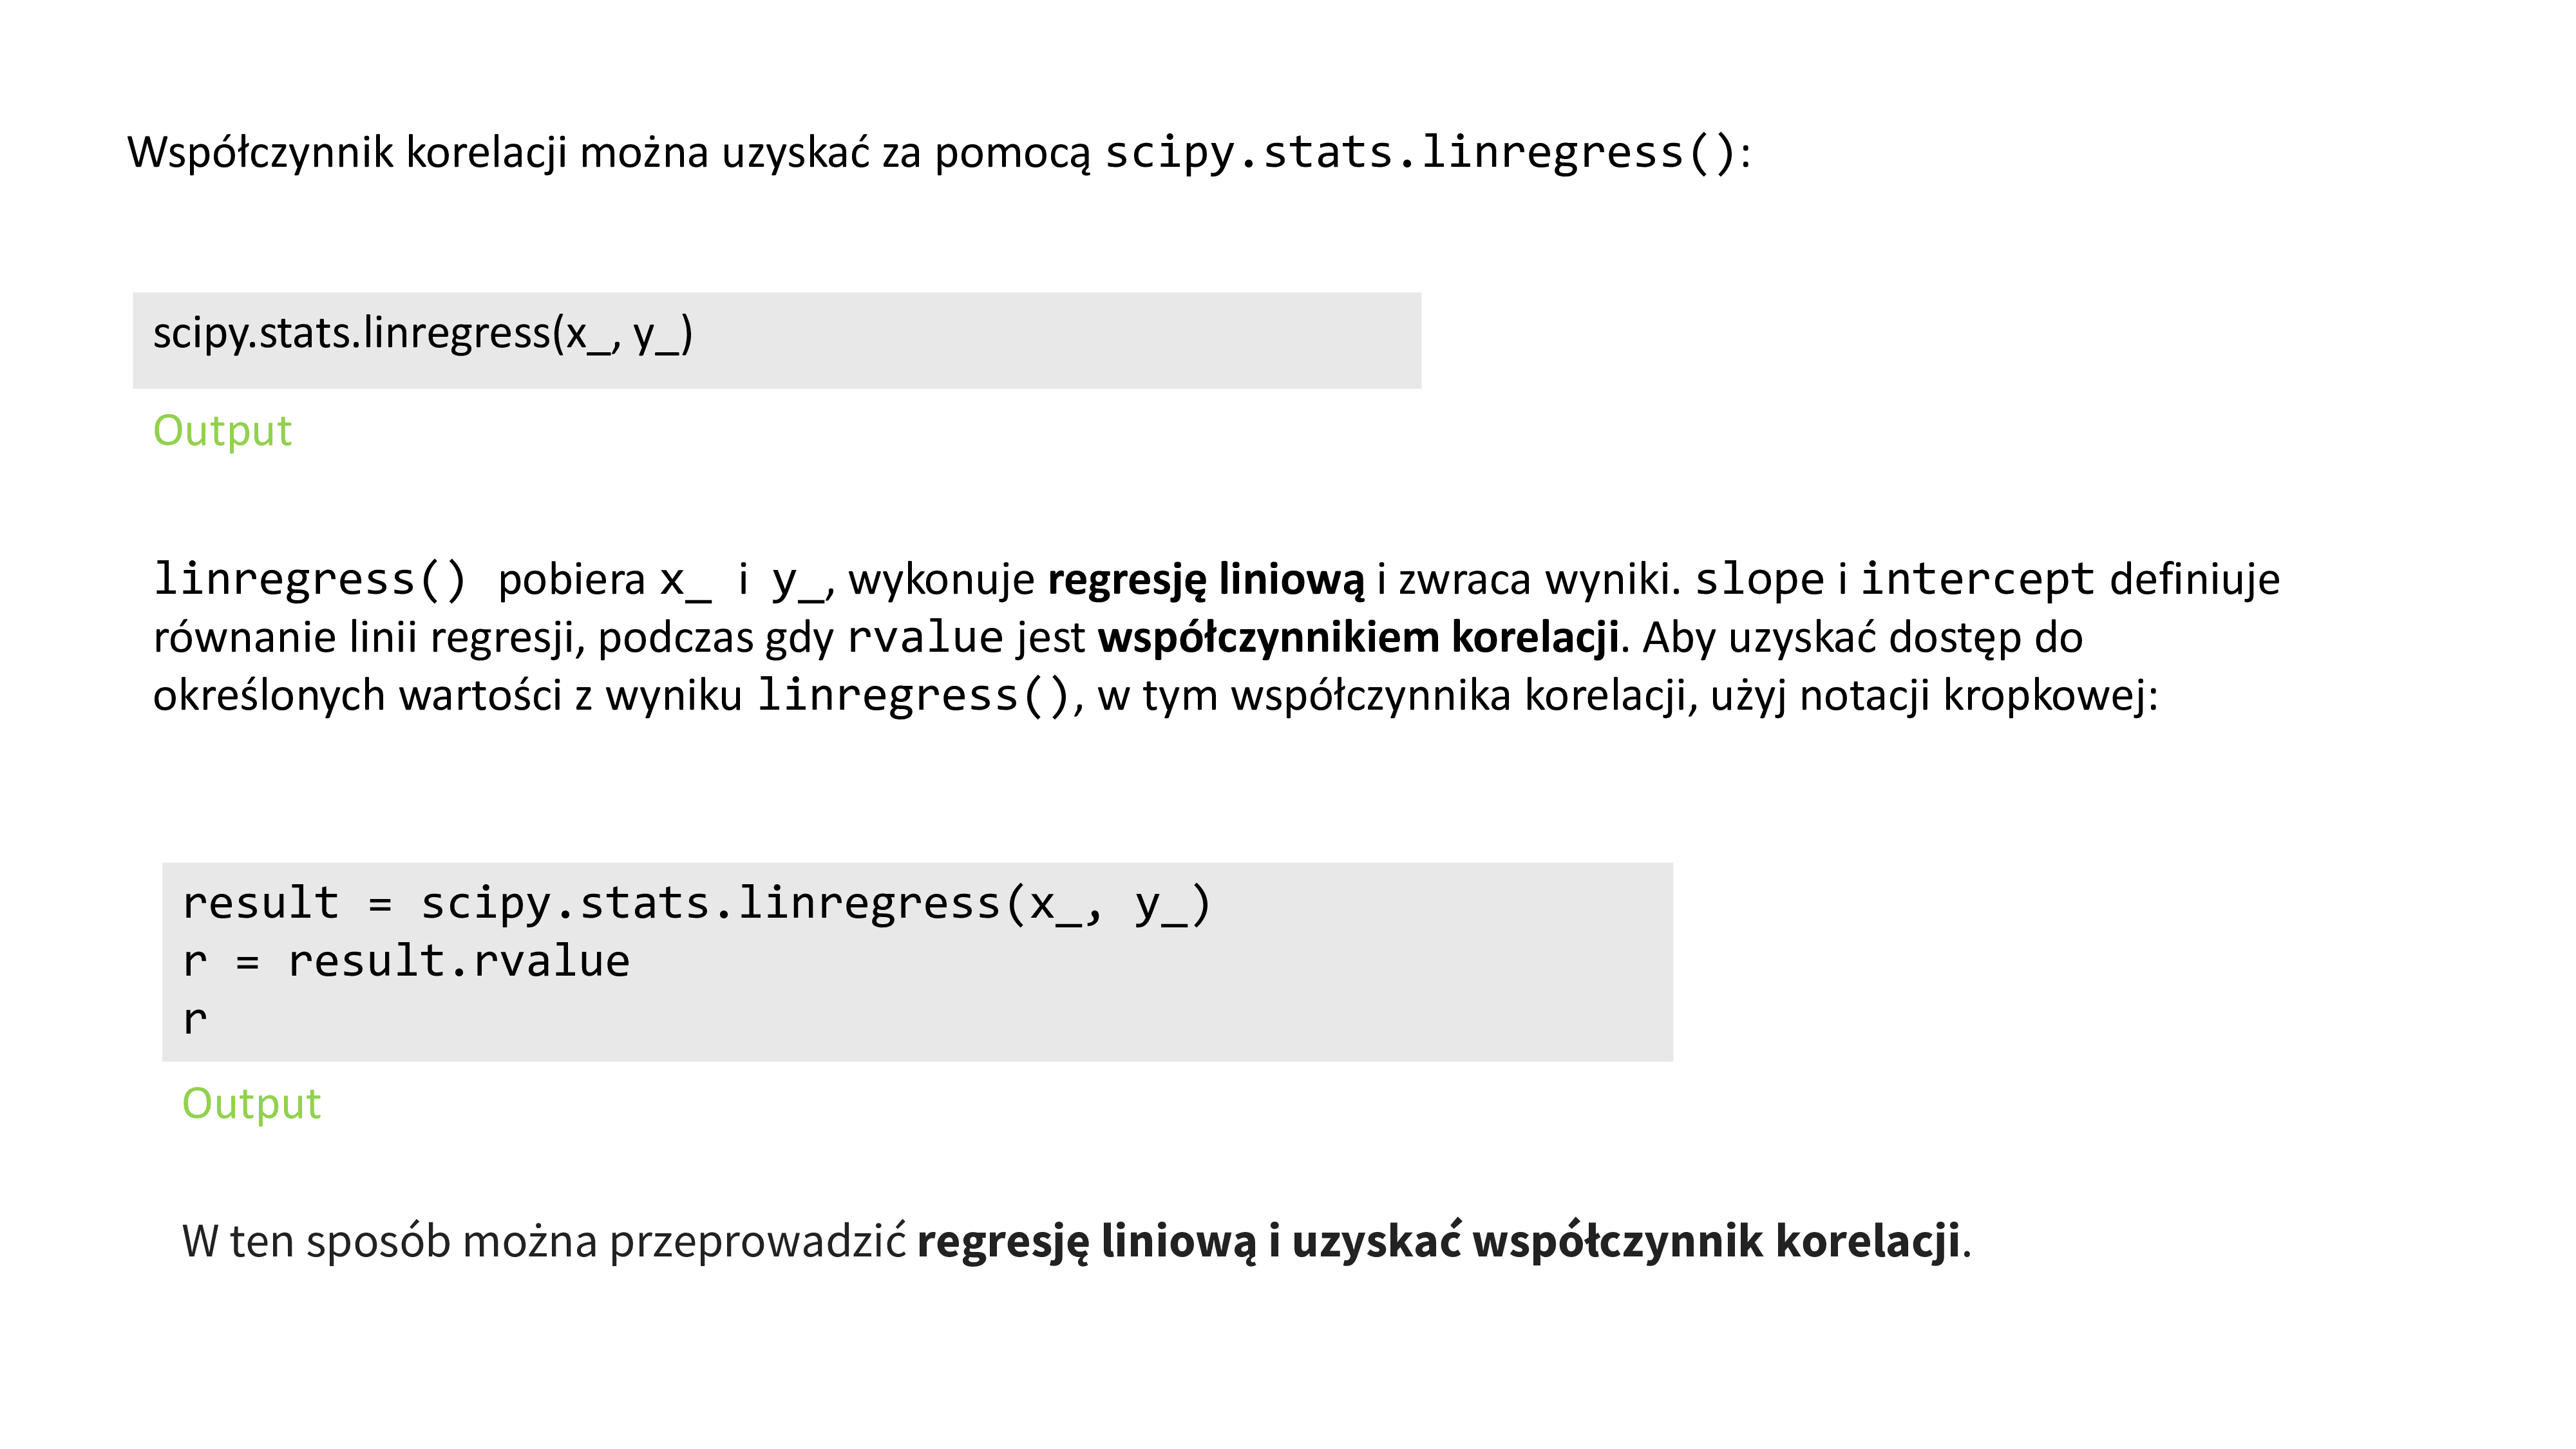 Współczynnik korelacji można uzyskać za pomocą scipy.stats.linregress():
scipy.stats.linregress(x_, y_)
Output
linregress() pobiera x_ i y_, wykonuje regresję liniową i zwraca wyniki. slope i intercept definiuje
równanie linii regresji, podczas gdy rvalue jest współczynnikiem korelacji. Aby uzyskać dostęp do
określonych wartości z wyniku linregress(), w tym współczynnika korelacji, użyj notacji kropkowej:
result = scipy.stats.linregress(x_, y_)
r = result.rvalue
r
Output
W ten sposób można przeprowadzić regresję liniową i uzyskać współczynnik korelacji.